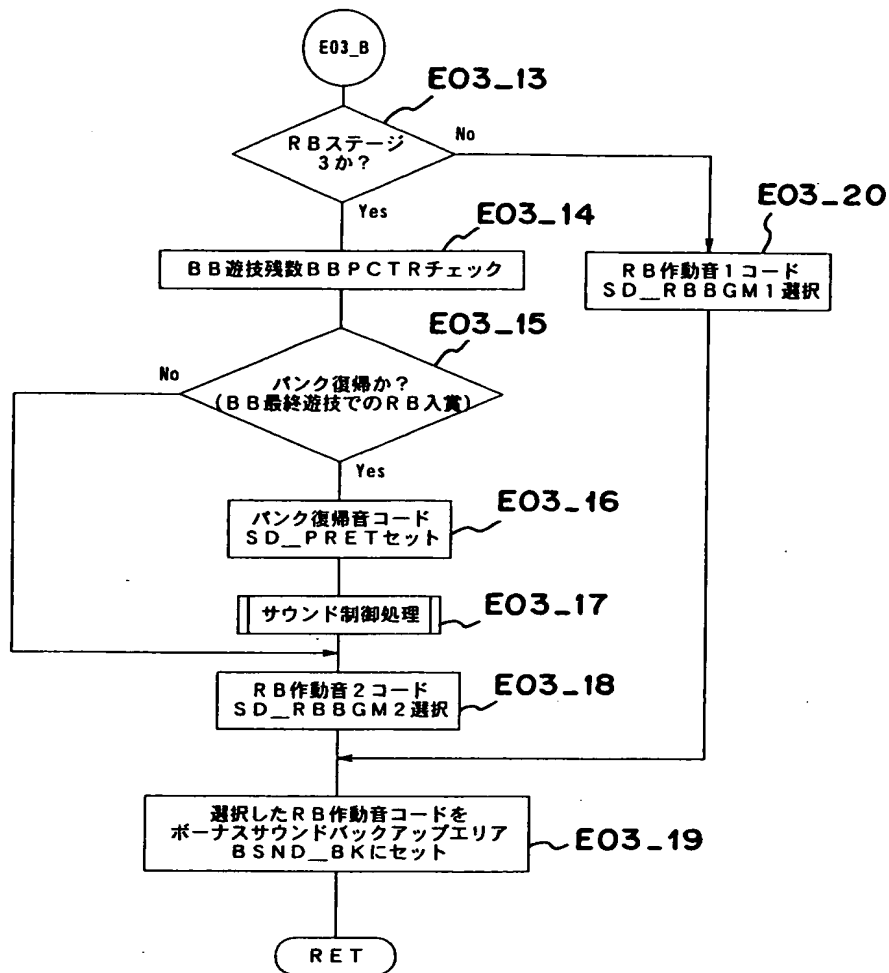 E03_B
E03_13
RBステージ
3か?
No
Yes
E03_14
E03_20
BB遊技残数BBPCTRチェック
RB作動音1コード
SD__RBBGM1選択
E03_15
No
パンク復帰か?
(BB最終遊技でのRB入賞)
Yes
E03_16
パンク復帰音コード
SD__PRETセット
サウンド制御処理
E03_17
RB作動音2コード
SD__RBBGM2選択
E03_18
選択したRB作動音コードを
ボーナスサウンドバックアップエリア
BSND__BKにセット
E03_19
RET